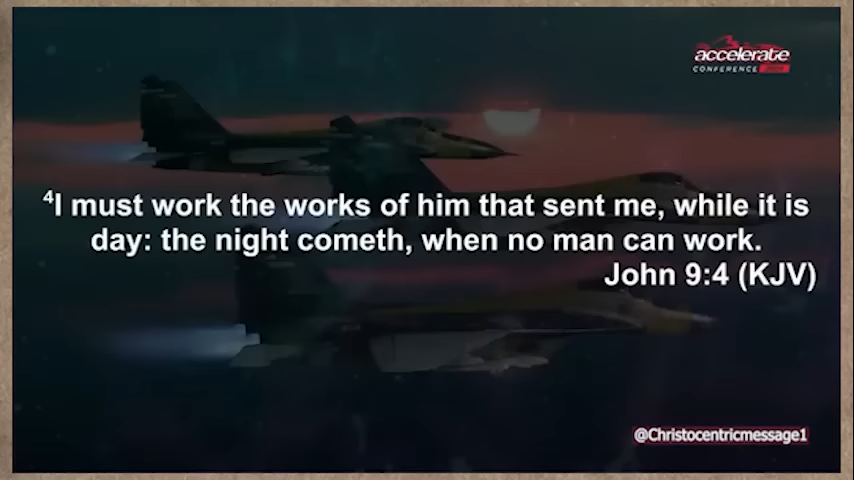 accelerate
CONFERENCE
⁴I must work the works of him that sent me, while it is
day: the night cometh, when no man can work.
John 9:4 (KJV)
@Christocentricmessage1